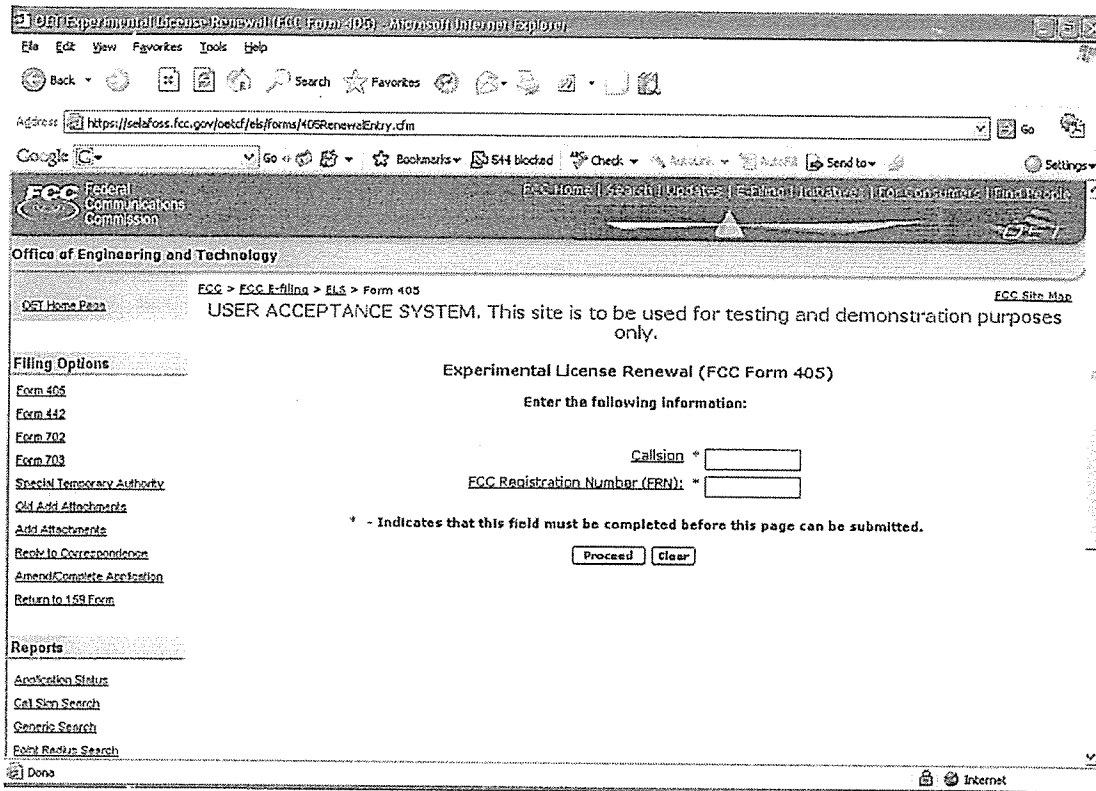 OET Experimental License Renewal (FCC Form 405) - Microsoft Internet Explorer
File Edit View Favorites Tools Help
Back Search Favorites
Address https://selafoss.fcc.gov/oetcf/els/forms/405RenewalEntry.cfm Go
Google Go Bookmarks 544 blocked Check AutoLink AutoFill Send to Settings
FCC Federal Communications Commission
FCC Home | Search | Updates | E-Filing | Initiatives | For Consumers | Find People
OET
Office of Engineering and Technology
FCC > FCC E-filing > ELS > Form 405
FCC Site Map
OET Home Page
USER ACCEPTANCE SYSTEM. This site is to be used for testing and demonstration purposes
only.
Filing Options
Form 405
Form 442
Form 702
Form 703
Special Temporary Authority
Old Add Attachments
Add Attachments
Reply to Correspondence
Amend/Complete Application
Return to 159 Form
Reports
Application Status
Call Sign Search
Generic Search
Point Radius Search
Experimental License Renewal (FCC Form 405)
Enter the following information:
Callsign *
FCC Registration Number (FRN): *
* - Indicates that this field must be completed before this page can be submitted.
Proceed Clear
Done Internet